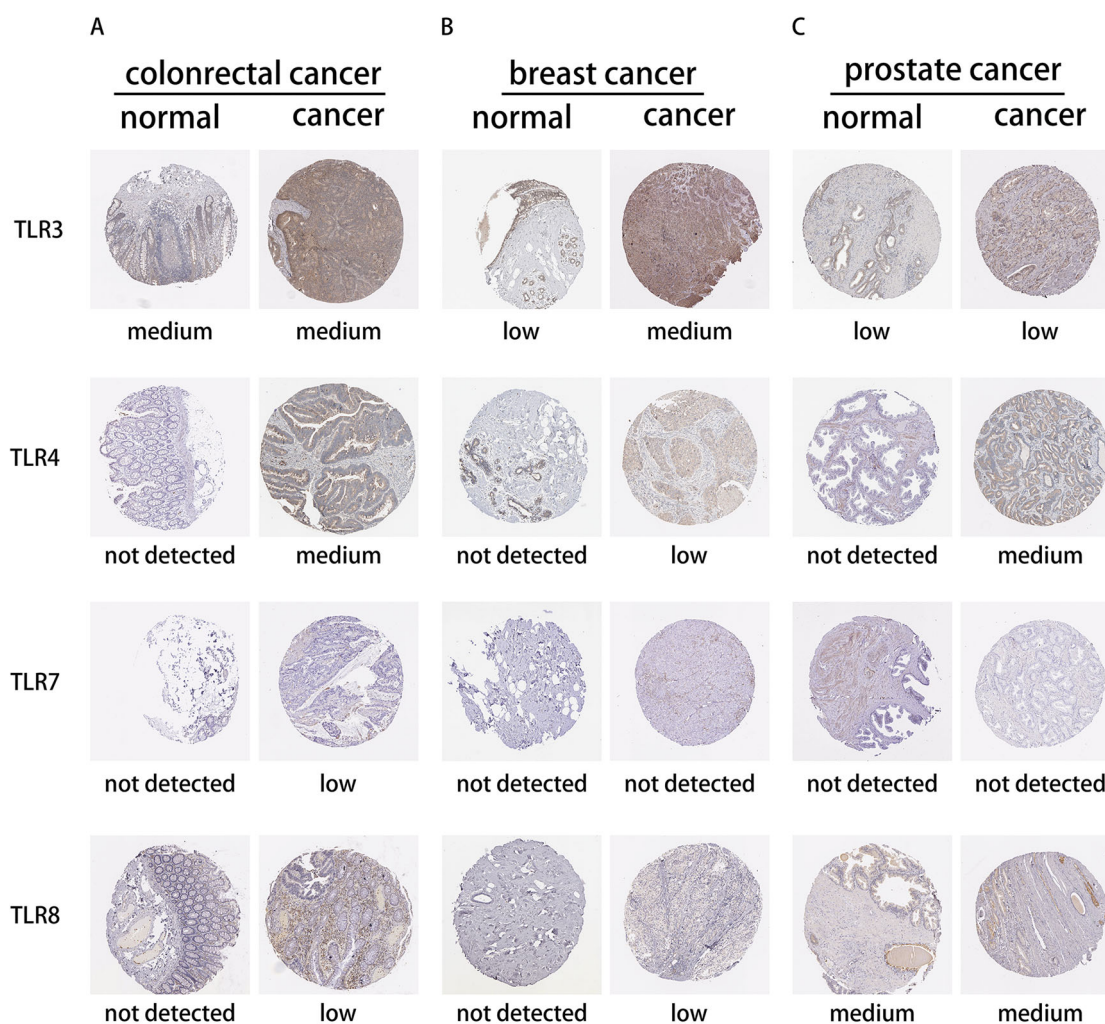 A B C
colonrectal cancer breast cancer prostate cancer
normal cancer normal cancer normal cancer
TLR3
medium medium low medium low low
TLR4
not detected medium not detected low not detected medium
TLR7
not detected low not detected not detected not detected not detected
TLR8
not detected low not detected low medium medium